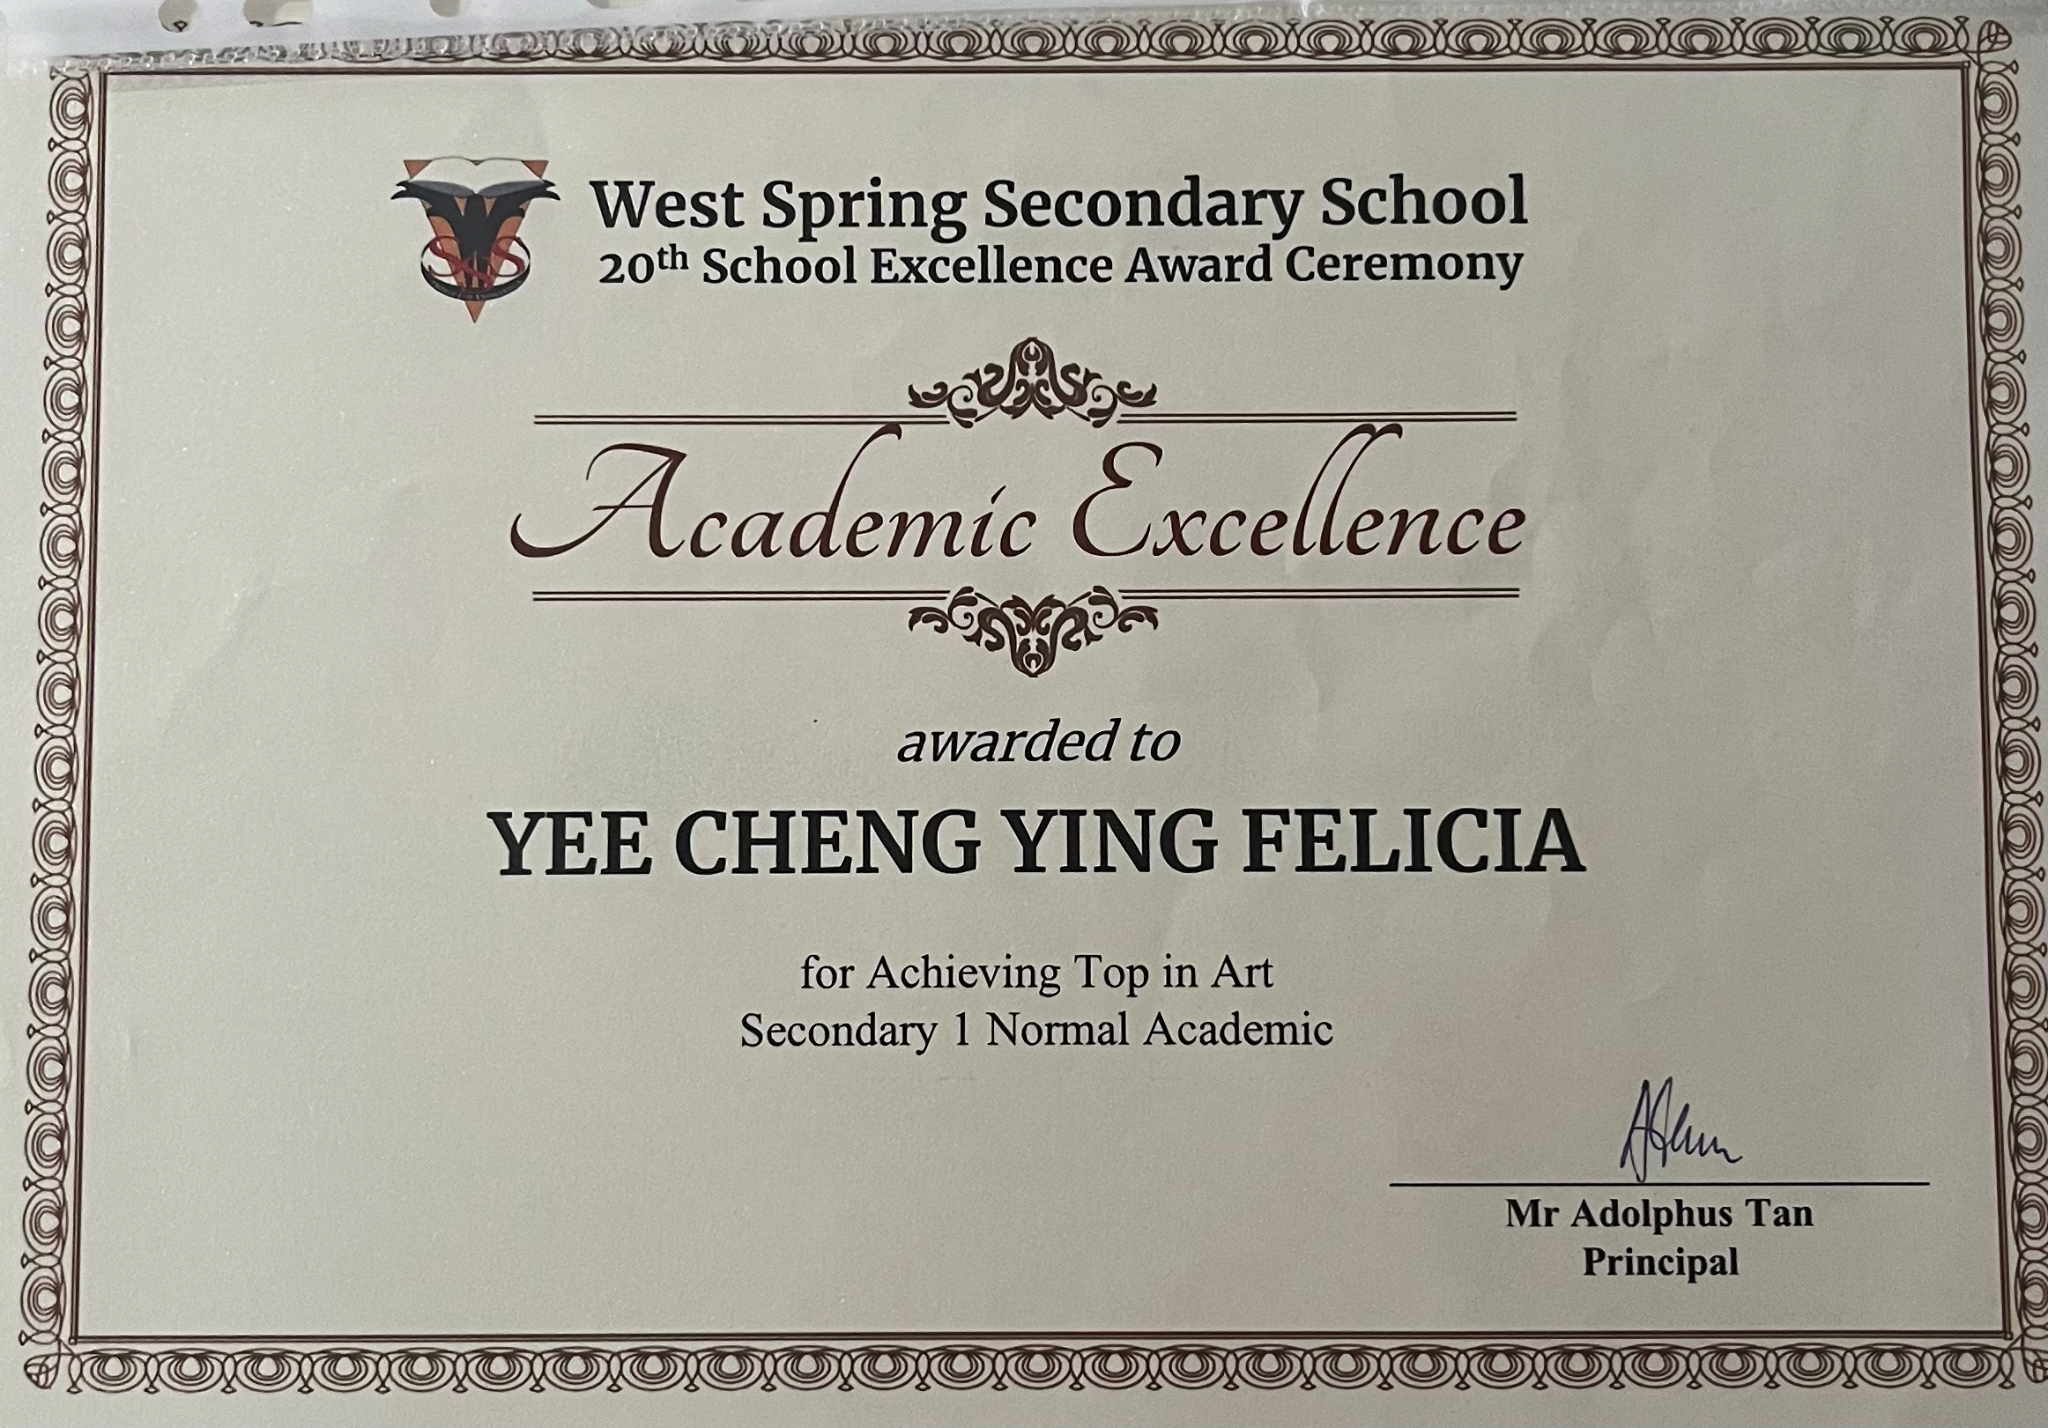 West Spring Secondary School
20th School Excellence Award Ceremony
Academic Excellence
awarded to
YEE CHENG YING FELICIA
for Achieving Top in Art
Secondary 1 Normal Academic
Mr Adolphus Tan
Principal